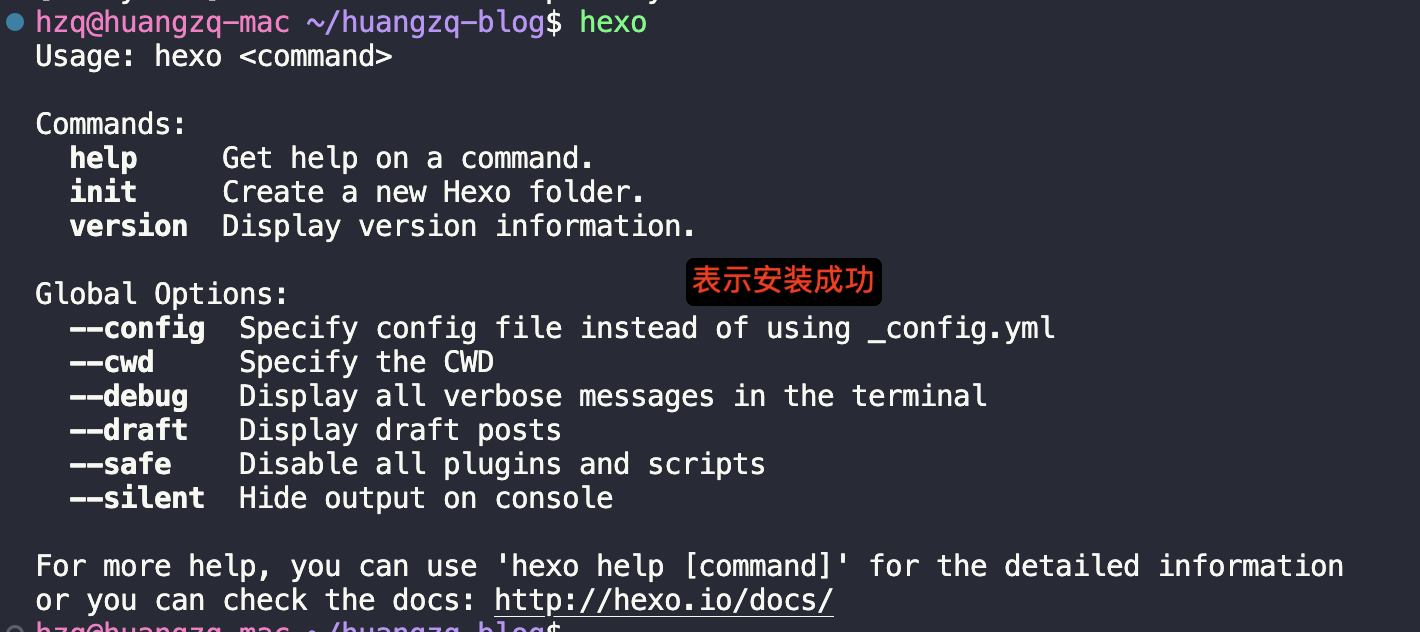 hzq@huangzq-mac ~/huangzq-blog$ hexo
Usage: hexo <command>
Commands:
help Get help on a command.
init Create a new Hexo folder.
version Display version information.
表示安装成功
Global Options:
--config Specify config file instead of using _config.yml
--cwd Specify the CWD
--debug Display all verbose messages in the terminal
--draft Display draft posts
--safe Disable all plugins and scripts
--silent Hide output on console
For more help, you can use 'hexo help [command]' for the detailed information
or you can check the docs: http://hexo.io/docs/
hzq@huangzq-mac ~/huangzq-blog$